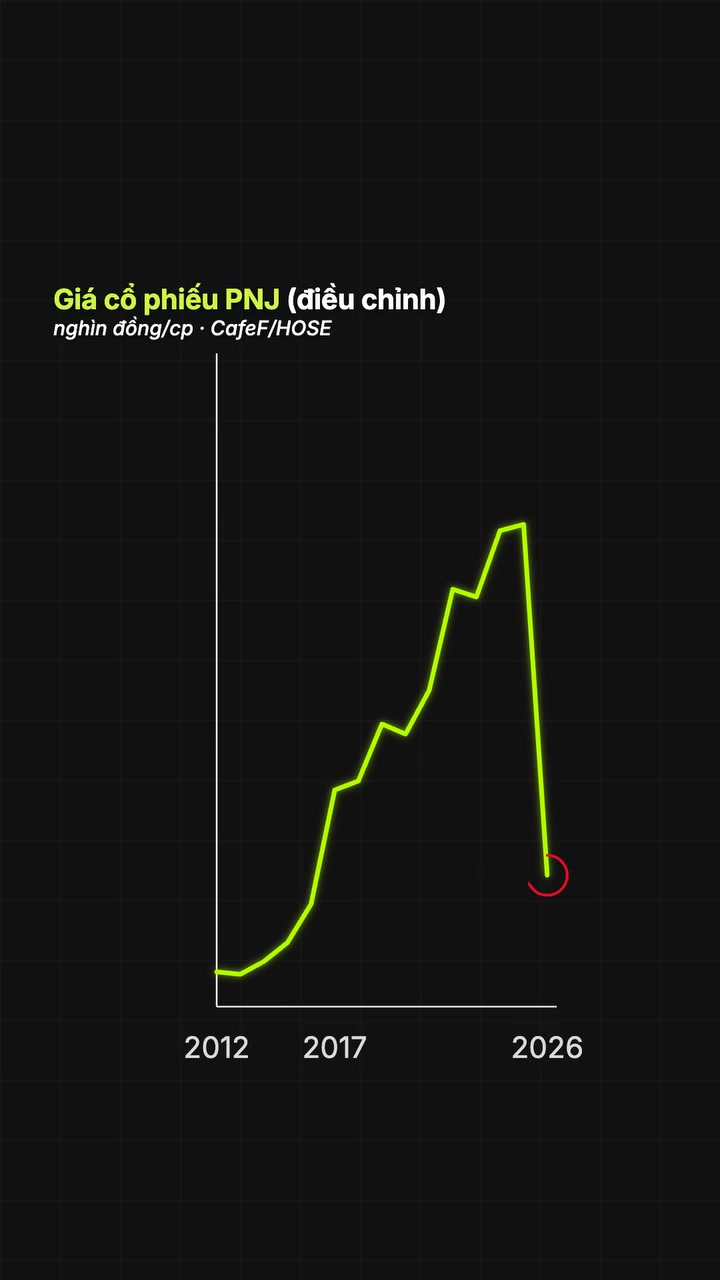 Giá cổ phiếu PNJ (điều chỉnh)
nghìn đồng/cp · CafeF/HOSE
2012 2017 2026